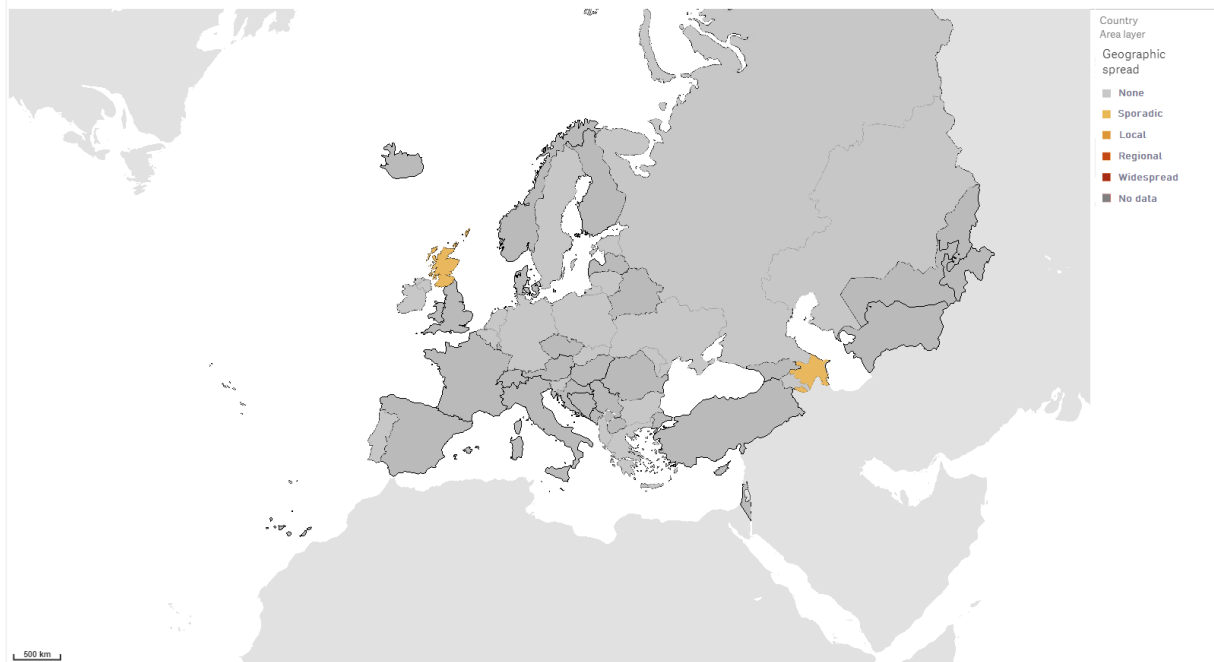 Country
Area layer
Geographic
spread
None
Sporadic
Local
Regional
Widespread
No data
500 km